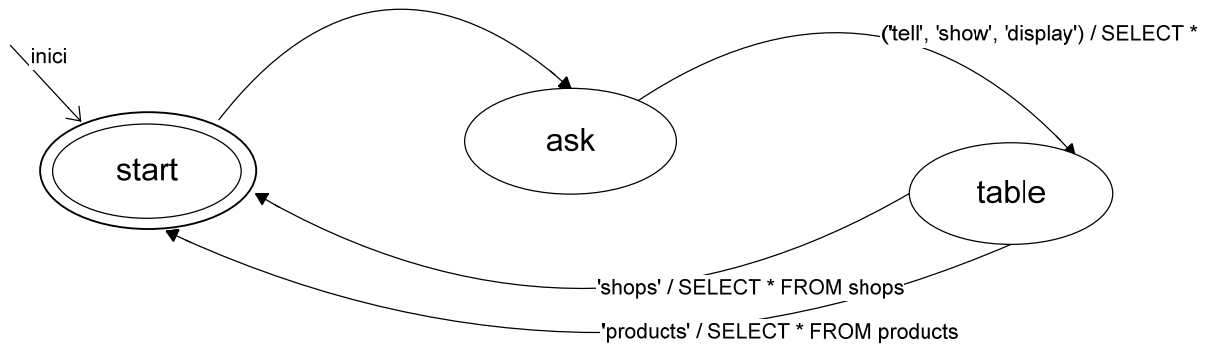 inici
start
ask
('tell', 'show', 'display') / SELECT *
table
'shops' / SELECT * FROM shops
'products' / SELECT * FROM products